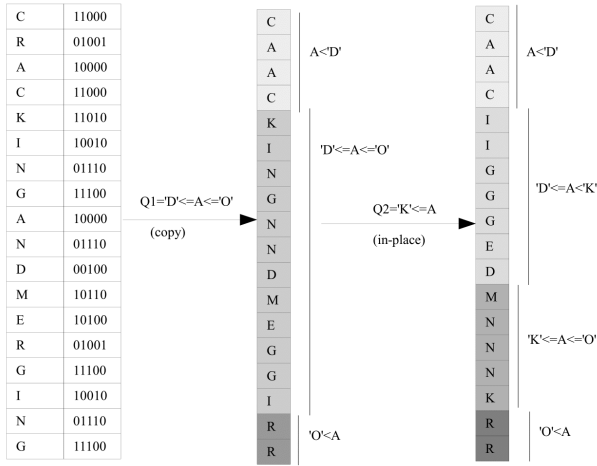 C 11000
R 01001
A 10000
C 11000
K 11010
I 10010
N 01110
G 11100
A 10000
N 01110
D 00100
M 10110
E 10100
R 01001
G 11100
I 10010
N 01110
G 11100
Q1='D'<=A<='O'
(copy)
C
A
A
C
K
I
N
G
N
N
D
M
E
G
G
I
R
R
A<'D'
'D'<=A<='O'
'O'<A
Q2='K'<=A
(in-place)
C
A
A
C
I
I
G
G
G
E
D
M
N
N
N
K
R
R
A<'D'
'D'<=A<'K'
'K'<=A<='O'
'O'<A